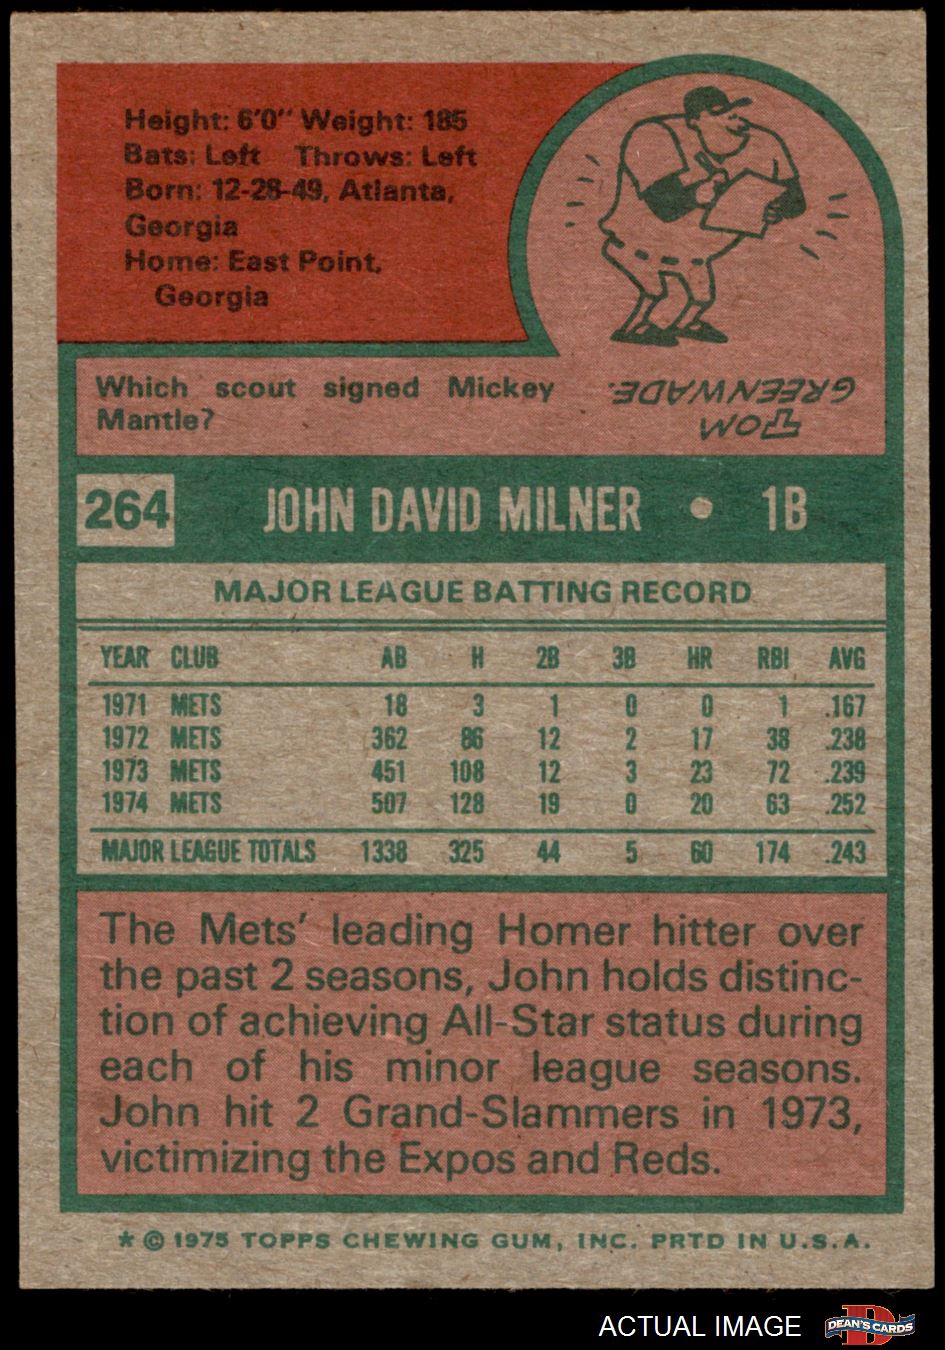 Height: 6'0" Weight: 185
Bats: Left Throws: Left
Born: 12-28-49, Atlanta,
Georgia
Home: East Point,
Georgia
Which scout signed Mickey
Mantle?
TOM
GREENWADE.
264 JOHN DAVID MILNER • 1B
MAJOR LEAGUE BATTING RECORD
YEAR CLUB AB H 2B 3B HR RBI AVG
1971 METS 18 3 1 0 0 1 .167
1972 METS 362 86 12 2 17 38 .238
1973 METS 451 108 12 3 23 72 .239
1974 METS 507 128 19 0 20 63 .252
MAJOR LEAGUE TOTALS 1338 325 44 5 60 174 .243
The Mets' leading Homer hitter over
the past 2 seasons, John holds distinc-
tion of achieving All-Star status during
each of his minor league seasons.
John hit 2 Grand-Slammers in 1973,
victimizing the Expos and Reds.
* © 1975 TOPPS CHEWING GUM, INC. PRTD IN U.S.A.
ACTUAL IMAGE DEAN'S CARDS